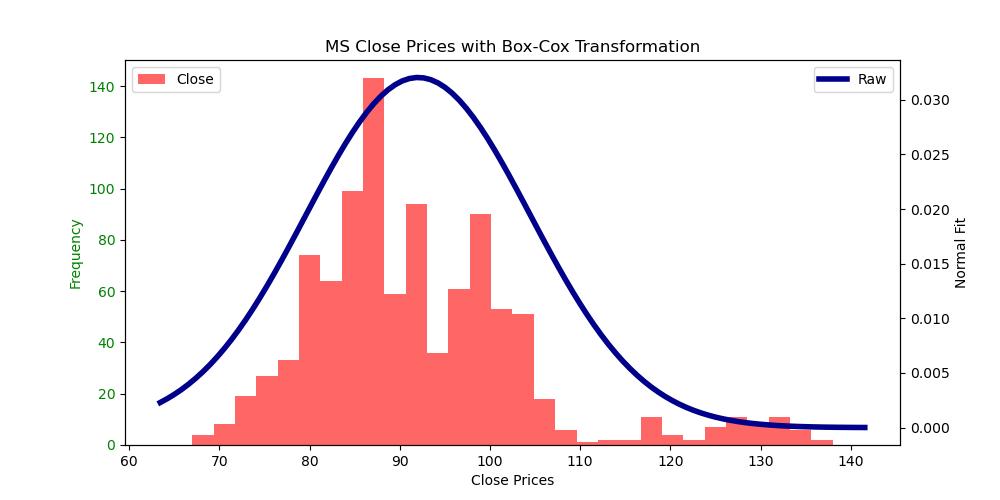 MS Close Prices with Box-Cox Transformation
Close
Raw
140
120
100
80
60
40
20
0
Frequency
0.030
0.025
0.020
0.015
0.010
0.005
0.000
Normal Fit
60 70 80 90 100 110 120 130 140
Close Prices